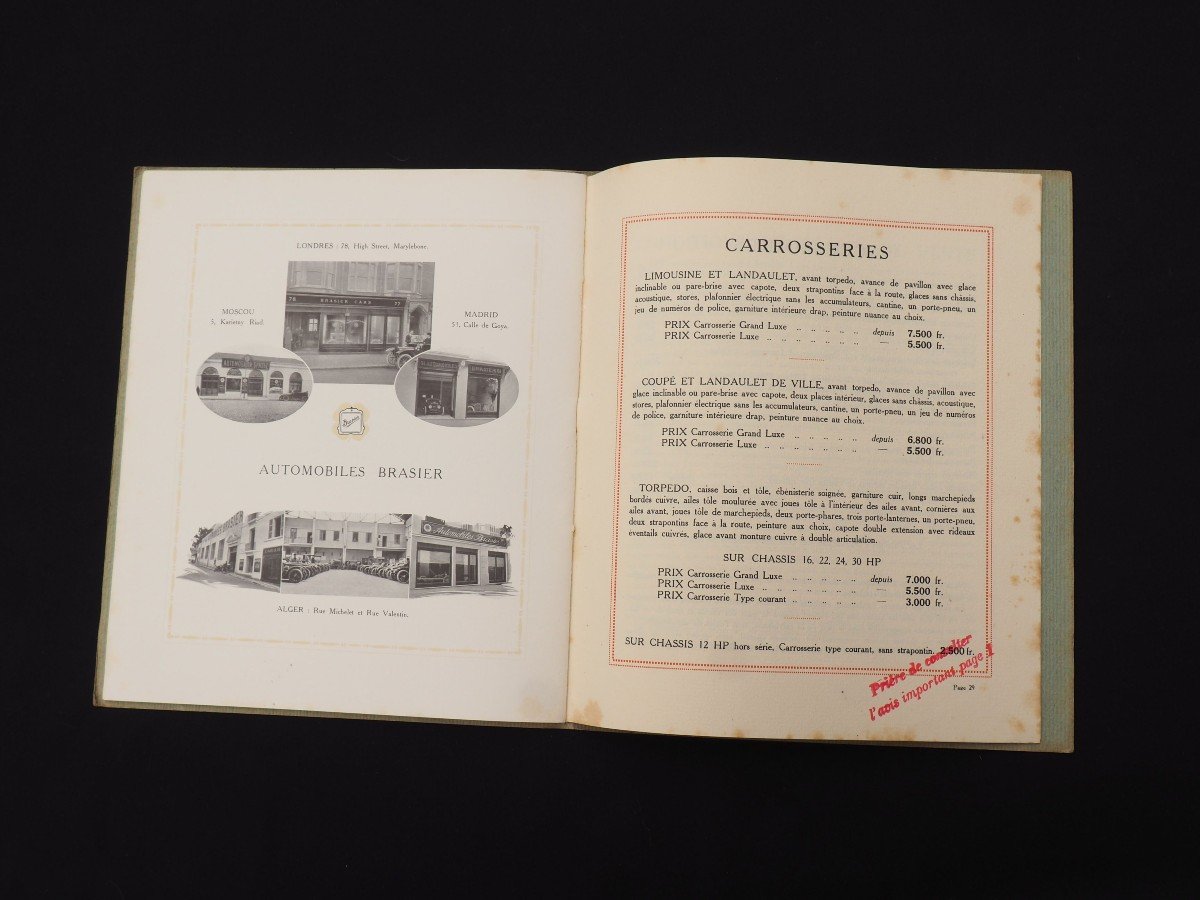 LONDRES : 78, High Street, Marylebone.
78 BRASIER CARS
MOSCOU
MADRID
51, Calle de Goya.
Brasier
AUTOMOBILES BRASIER
GARAGE
Automobiles Brasier
ALGER : Rue Michelet et Rue Valentin.
CARROSSERIES
LIMOUSINE ET LANDAULET, avant torpedo, avance de pavillon avec glace
inclinable ou pare-brise avec capote, deux strapontins face à la route, glaces sans châssis,
acoustique, stores, plafonnier électrique sans les accumulateurs, cantine, un porte-pneu, un
jeu de numéros de police, garniture intérieure drap, peinture nuance au choix.
PRIX Carrosserie Grand Luxe .. .. .. .. .. depuis 7.500 fr.
PRIX Carrosserie Luxe .. .. .. .. .. .. .. — 5.500 fr.
COUPÉ ET LANDAULET DE VILLE, avant torpedo, avance de pavillon avec
glace inclinable ou pare-brise avec capote, deux places intérieur, glaces sans châssis, acoustique,
stores, plafonnier électrique sans les accumulateurs, cantine, un porte-pneu, un jeu de numéros
de police, garniture intérieure drap, peinture nuance au choix.
PRIX Carrosserie Grand Luxe .. .. .. .. .. depuis 6.800 fr.
PRIX Carrosserie Luxe .. .. .. .. .. .. .. — 5.500 fr.
TORPEDO, caisse bois et tôle, ébenisterie soignée, garniture cuir, longs marchepieds
bordés cuivre, ailes tôle moulurée avec joues tôle à l'intérieur des ailes avant, cornières aux
ailes avant, joues tôle de marchepieds, deux porte-phares, trois porte-lanternes, un porte-pneu,
deux strapontins face à la route, peinture aux choix, capote double extension avec rideaux
éventails cuivres, glace avant monture cuivre à double articulation.
SUR CHASSIS 16, 22, 24, 30 HP
PRIX Carrosserie Grand Luxe .. .. .. .. .. depuis 7.000 fr.
PRIX Carrosserie Luxe .. .. .. .. .. .. .. — 5.500 fr.
PRIX Carrosserie Type courant .. .. .. .. .. — 3.000 fr.
SUR CHASSIS 12 HP hors série, Carrosserie type courant, sans strapontin. 2.500 fr.
Prière de consulter
l'avis important page 1
Page 29